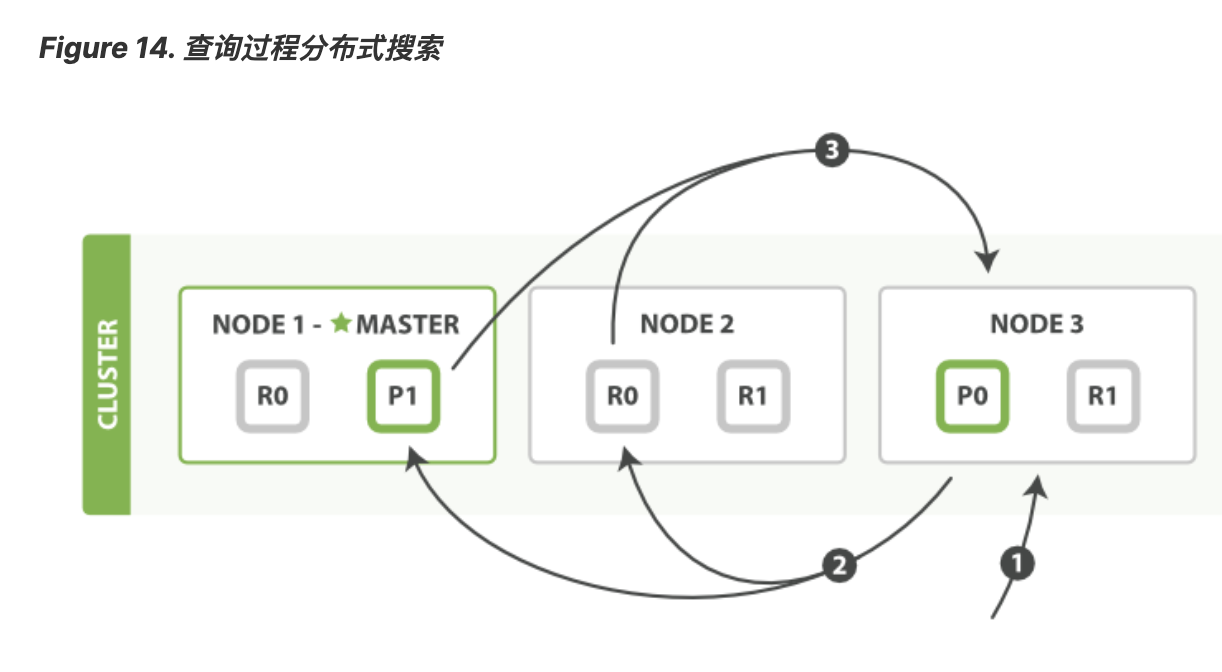 Figure 14. 查询过程分布式搜索
3
CLUSTER
NODE 1 - ★MASTER
R0
P1
NODE 2
R0
R1
NODE 3
P0
R1
2
1